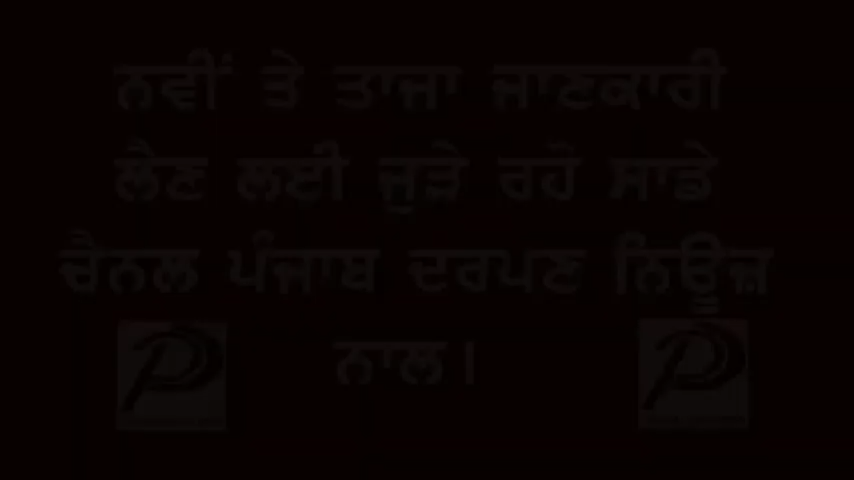 ਨਵੀਂ ਤੇ ਤਾਜਾ ਜਾਣਕਾਰੀ
ਲੈਣ ਲਈ ਜੁੜੇ ਰਹੋ ਸਾਡੇ
ਚੈਨਲ ਪੰਜਾਬ ਦਰਪਣ ਨਿਊਜ਼
ਨਾਲ।